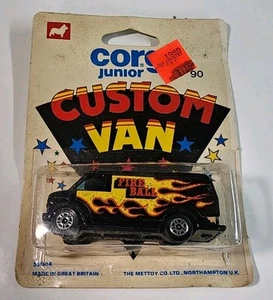 corgi
junior
90
CUSTOM
VAN
FIRE
BALL
MADE IN GREAT BRITAIN
THE METTOY CO. LTD., NORTHAMPTON U.K.